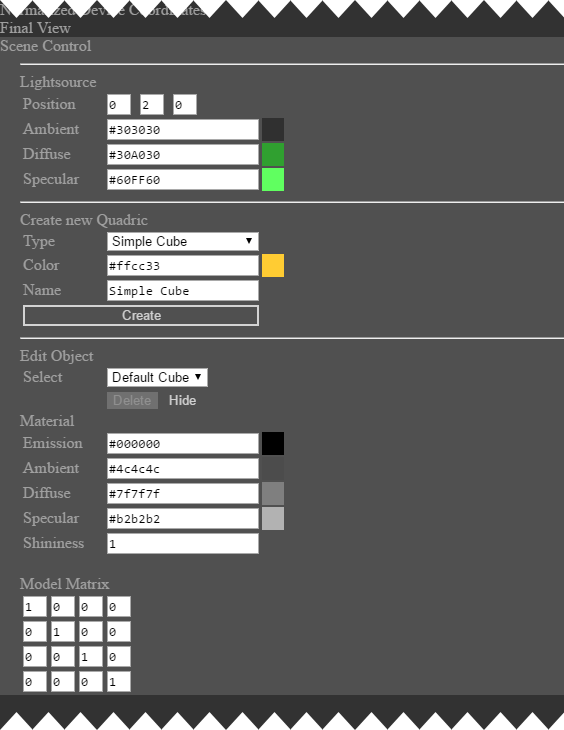 Normalized Device Coordinates
Final View
Scene Control
Lightsource
Position 0 2 0
Ambient #303030
Diffuse #30A030
Specular #60FF60
Create new Quadric
Type Simple Cube
Color #ffcc33
Name Simple Cube
Create
Edit Object
Select Default Cube
Delete Hide
Material
Emission #000000
Ambient #4c4c4c
Diffuse #7f7f7f
Specular #b2b2b2
Shininess 1
Model Matrix
1 0 0 0
0 1 0 0
0 0 1 0
0 0 0 1